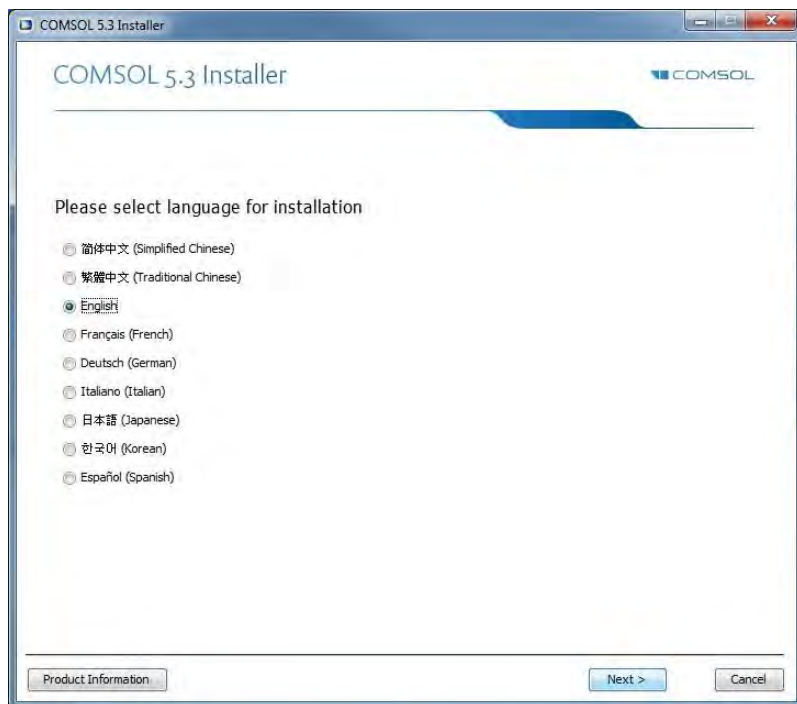 COMSOL 5.3 Installer
COMSOL 5.3 Installer
COMSOL
Please select language for installation
简体中文 (Simplified Chinese)
繁體中文 (Traditional Chinese)
English
Français (French)
Deutsch (German)
Italiano (Italian)
日本語 (Japanese)
한국어 (Korean)
Español (Spanish)
Product Information
Next >
Cancel